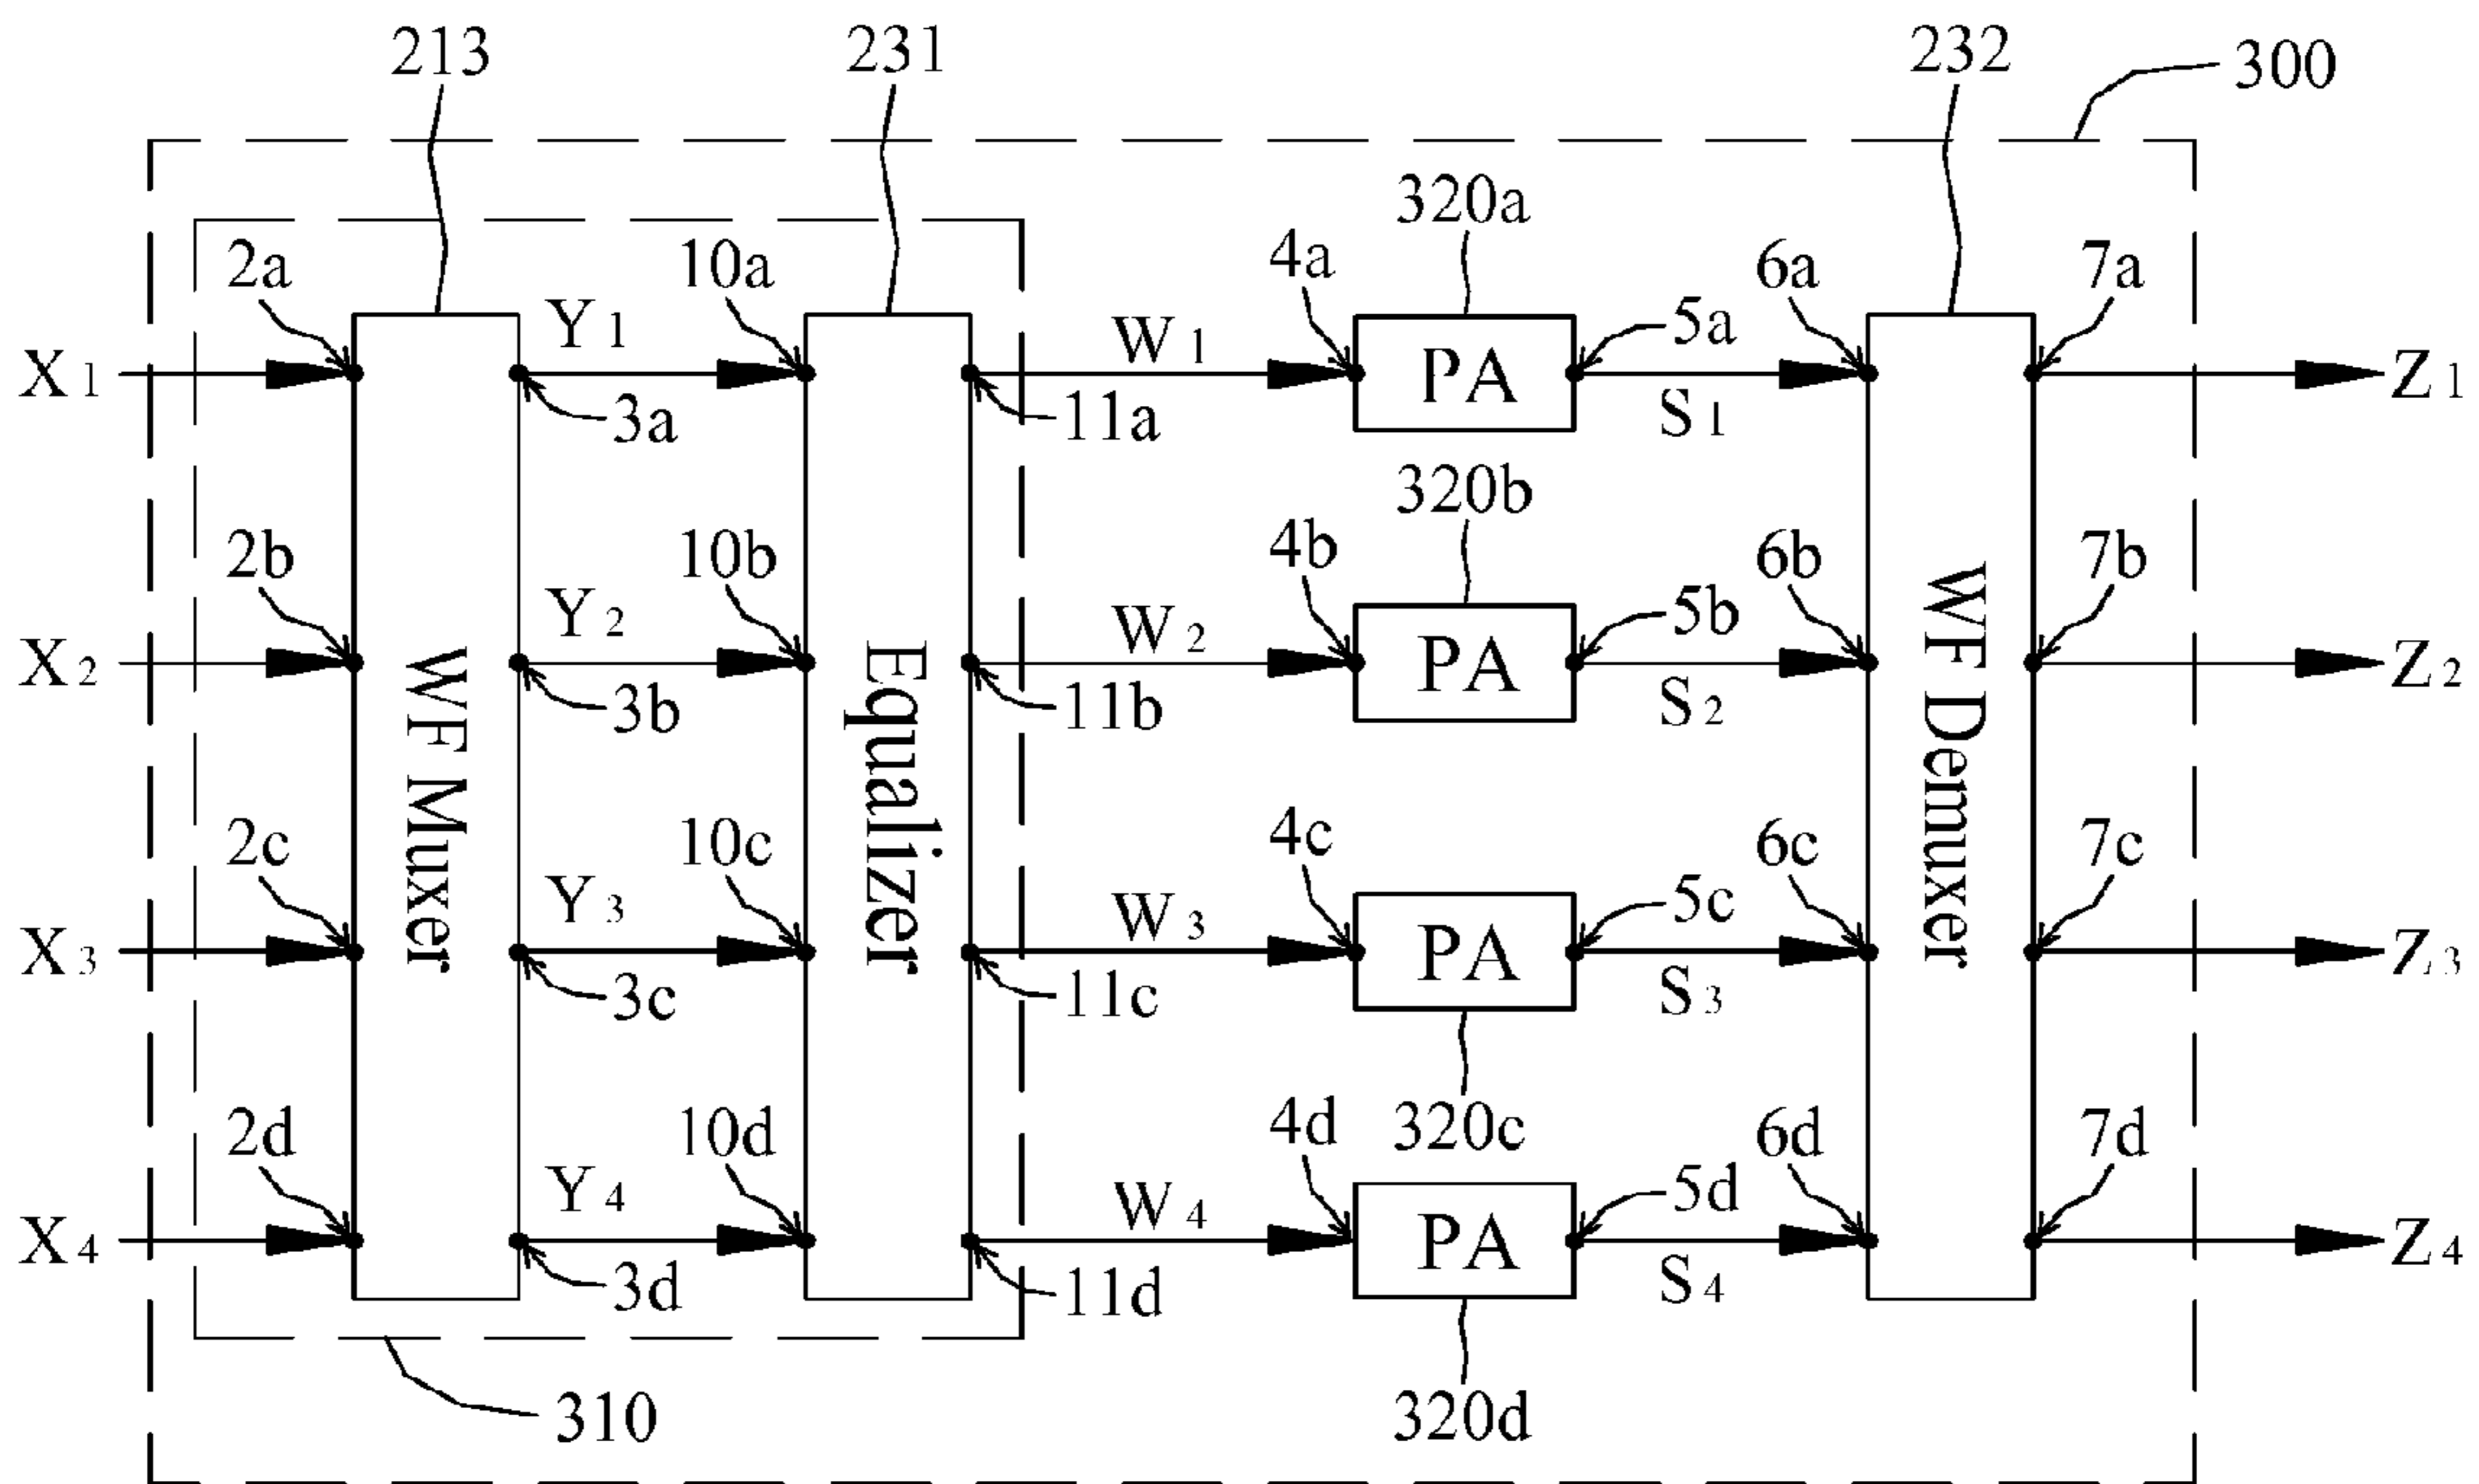 213
231
232
300
320a
2a
10a
4a
6a
7a
Y1
W1
5a
X1
PA
Z1
3a
11a
S1
320b
2b
10b
4b
6b
7b
Y2
W2
5b
X2
PA
Z2
3b
11b
S2
WF Muxer
Equalizer
WF Demuxer
2c
10c
4c
6c
7c
Y3
W3
5c
X3
PA
Z3
3c
11c
S3
320c
2d
10d
4d
6d
7d
Y4
W4
5d
X4
PA
Z4
3d
11d
S4
310
320d